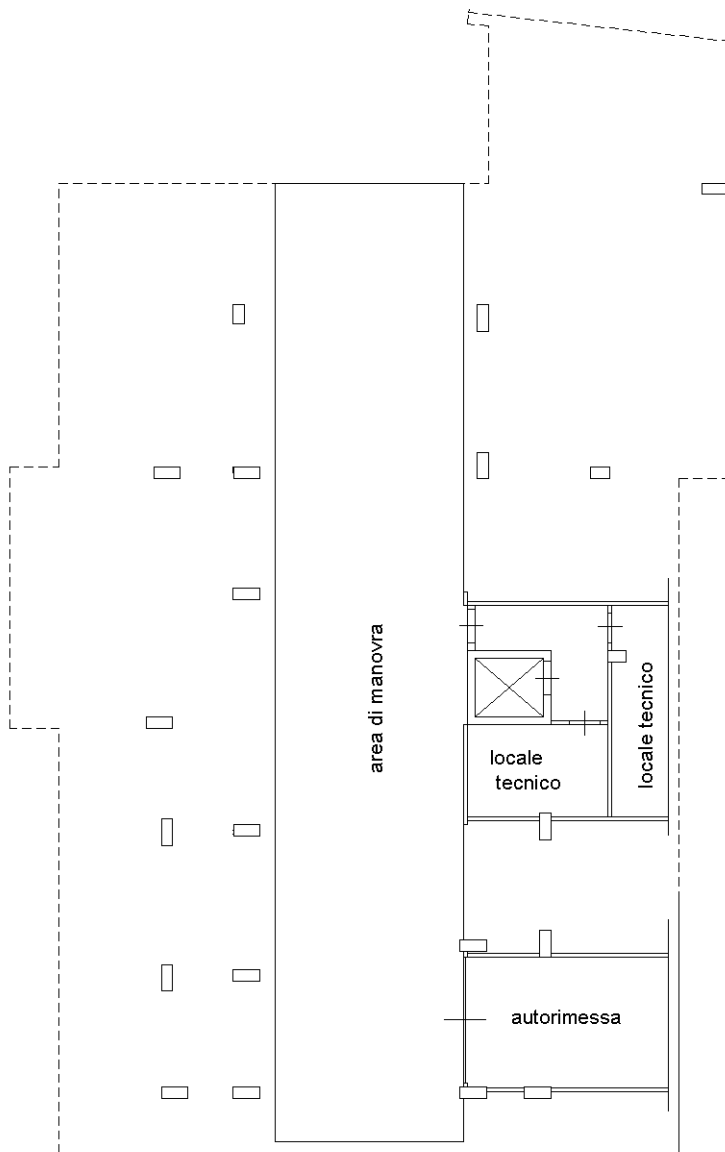 area di manovra
locale tecnico
locale
tecnico
autorimessa